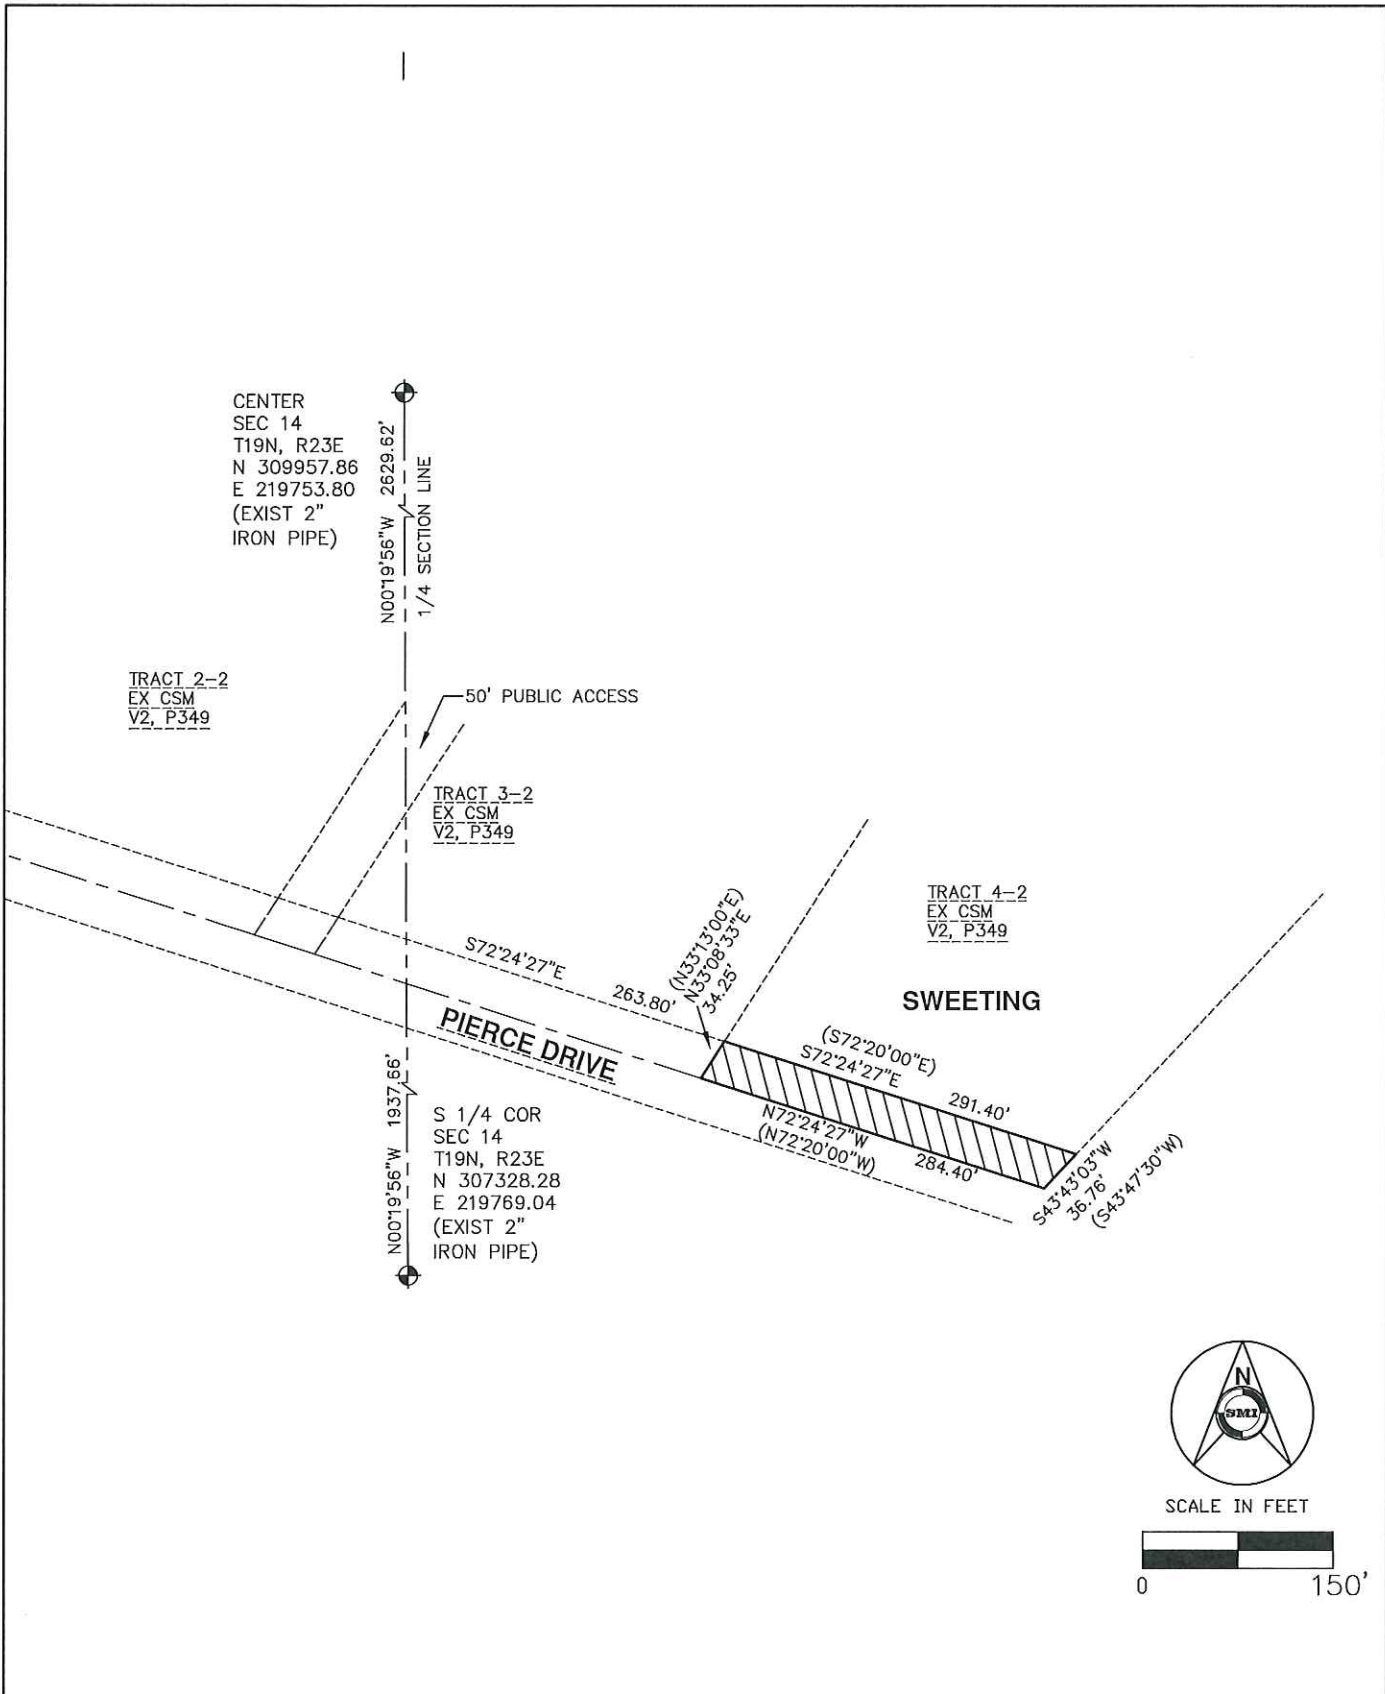 CENTER
SEC 14
T19N, R23E
N 309957.86
E 219753.80
(EXIST 2"
IRON PIPE)
N00°19'56"W 2629.62'
1/4 SECTION LINE
TRACT 2-2
EX CSM
V2, P349
50' PUBLIC ACCESS
TRACT 3-2
EX CSM
V2, P349
TRACT 4-2
EX CSM
V2, P349
SWEETING
S72°24'27"E
263.80'
(N33°13'00"E)
N33°08'33"E
34.25'
PIERCE DRIVE
(S72°20'00"E)
S72°24'27"E
291.40'
N72°24'27"W
(N72°20'00"W)
284.40'
S43°43'03"W
36.76'
(S43°47'30"W)
N00°19'56"W 1937.66'
S 1/4 COR
SEC 14
T19N, R23E
N 307328.28
E 219769.04
(EXIST 2"
IRON PIPE)
N
SMI
SCALE IN FEET
0 150'